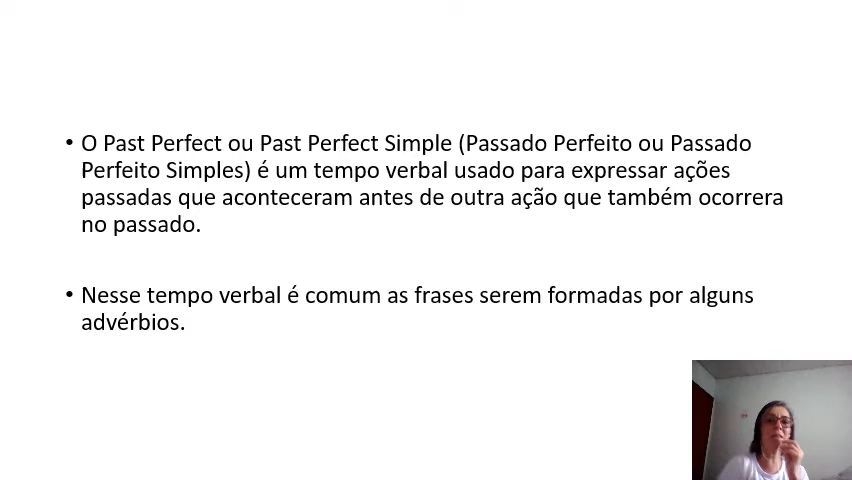 • O Past Perfect ou Past Perfect Simple (Passado Perfeito ou Passado
Perfeito Simples) é um tempo verbal usado para expressar ações
passadas que aconteceram antes de outra ação que também ocorrera
no passado.
• Nesse tempo verbal é comum as frases serem formadas por alguns
advérbios.